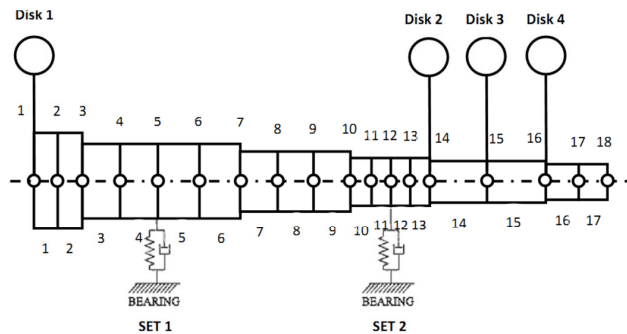 Disk 1
Disk 2 Disk 3 Disk 4
1 2 3 4 5 6 7 8 9 10 11 12 13 14 15 16 17 18
1 2 3 4 5 6 7 8 9 10 11 12 13 14 15 16 17
BEARING BEARING
SET 1 SET 2